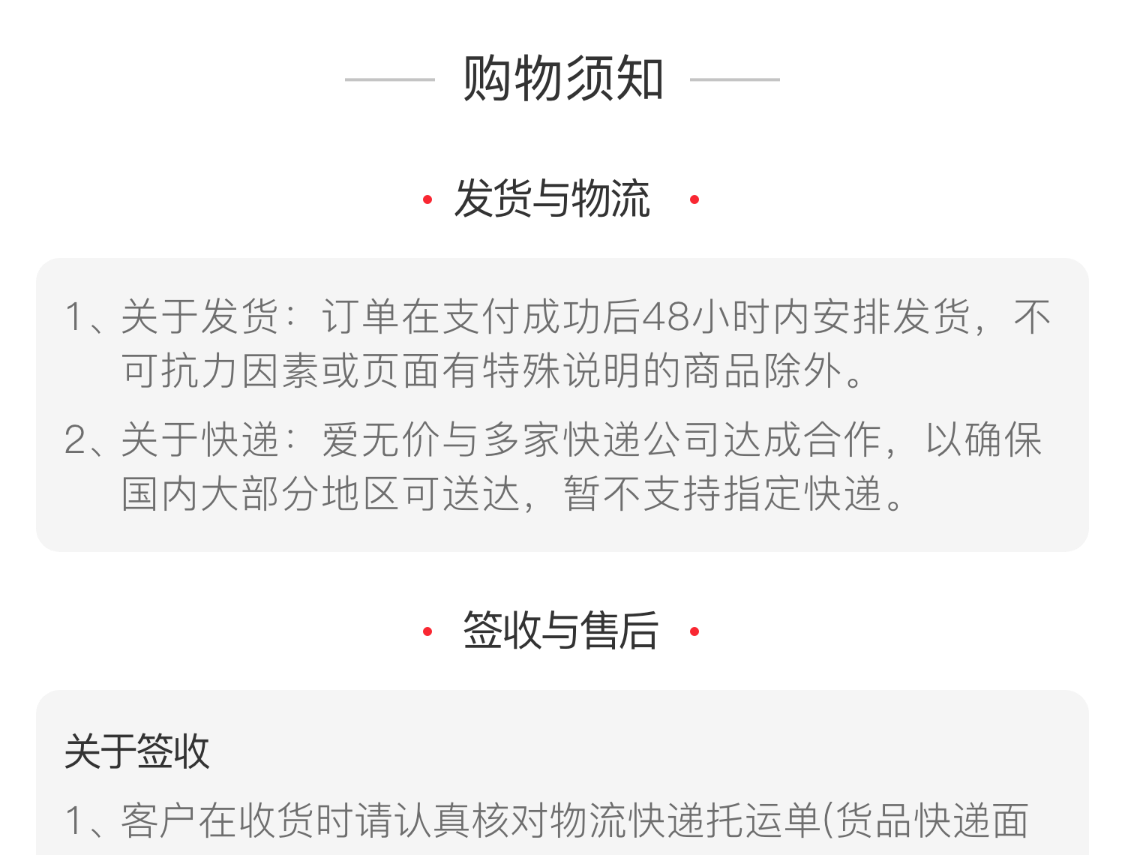 购物须知
发货与物流
1、关于发货：订单在支付成功后48小时内安排发货，不
可抗力因素或页面有特殊说明的商品除外。
2、关于快递：爱无价与多家快递公司达成合作，以确保
国内大部分地区可送达，暂不支持指定快递。
签收与售后
关于签收
1、客户在收货时请认真核对物流快递托运单(货品快递面